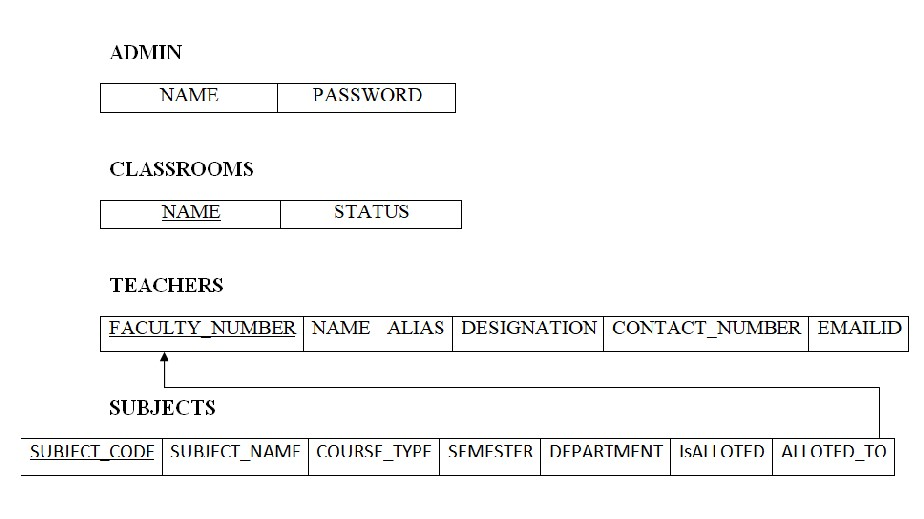 ADMIN
NAME PASSWORD
CLASSROOMS
NAME STATUS
TEACHERS
FACULTY_NUMBER NAME ALIAS DESIGNATION CONTACT_NUMBER EMAILID
SUBJECTS
SUBJECT_CODE SUBJECT_NAME COURSE_TYPE SEMESTER DEPARTMENT IsALLOTED ALLOTED_TO